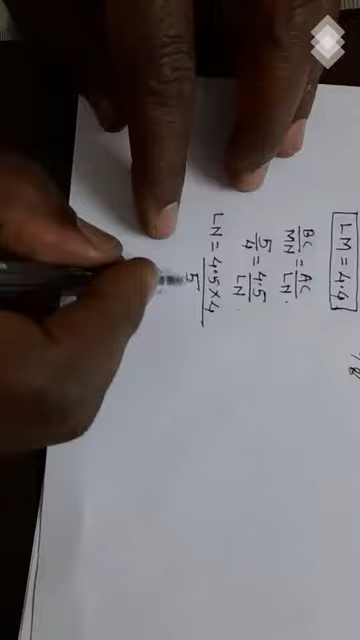 LM = 4.4
BC/MN = AC/LN.
5/4 = 4.5/LN.
LN = 4.5 × 4/5